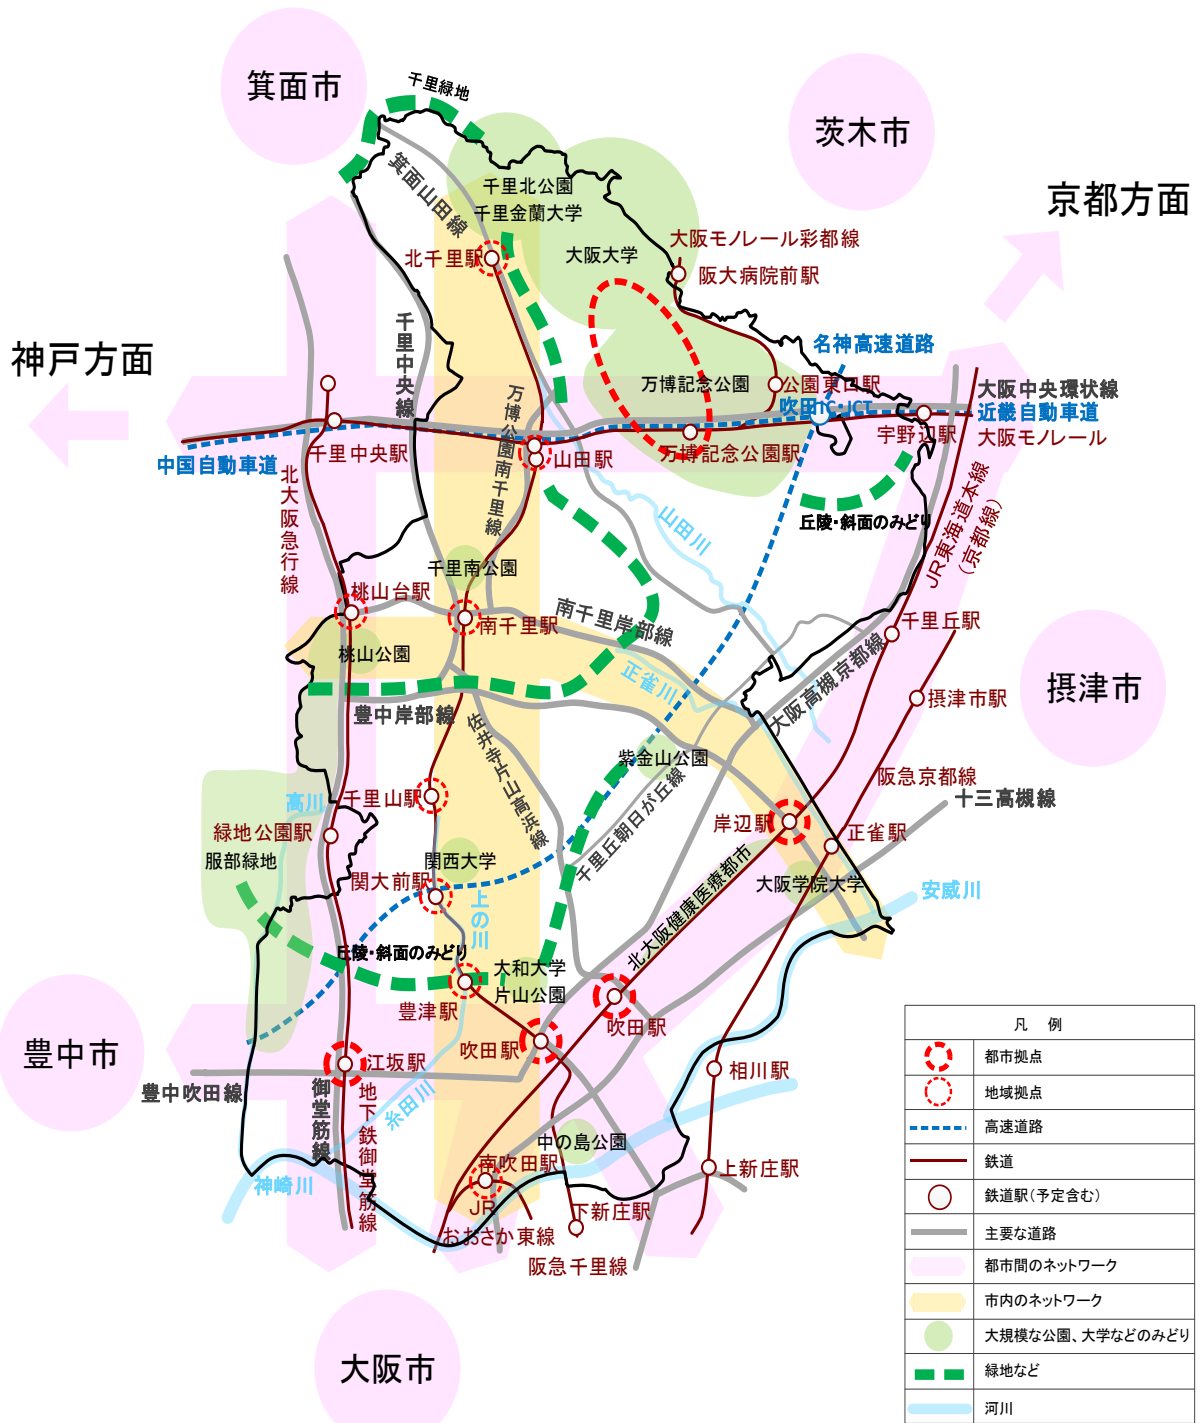 箕面市
千里緑地
茨木市
京都方面
箕面山田線
千里北公園
千里金蘭大学
大阪大学
大阪モノレール彩都線
阪大病院前駅
北千里駅
千里中央線
名神高速道路
神戸方面
万博記念公園
公園東口駅
大阪中央環状線
近畿自動車道
吹田IC・JCT
宇野辺駅
大阪モノレール
中国自動車道
千里中央駅
万博公園南千里線
山田駅
万博記念公園駅
北大阪急行線
山田川
丘陵・斜面のみどり
JR東海道本線
（京都線）
千里南公園
桃山台駅
南千里駅
南千里岸部線
千里丘駅
桃山公園
正雀川
大阪高槻京都線
摂津市駅
摂津市
豊中岸部線
佐井寺片山高浜線
紫金山公園
阪急京都線
十三高槻線
高川
千里山駅
千里丘朝日が丘線
岸辺駅
正雀駅
緑地公園駅
服部緑地
関西大学
関大前駅
大阪学院大学
安威川
上の川
北大阪健康医療都市
丘陵・斜面のみどり
大和大学
片山公園
豊津駅
吹田駅
吹田駅
豊中市
江坂駅
相川駅
豊中吹田線
御堂筋線
地下鉄御堂筋線
糸田川
中の島公園
南吹田駅
上新庄駅
神崎川
JR
おおさか東線
下新庄駅
阪急千里線
大阪市
凡　例
都市拠点
地域拠点
高速道路
鉄道
鉄道駅（予定含む）
主要な道路
都市間のネットワーク
市内のネットワーク
大規模な公園、大学などのみどり
緑地など
河川